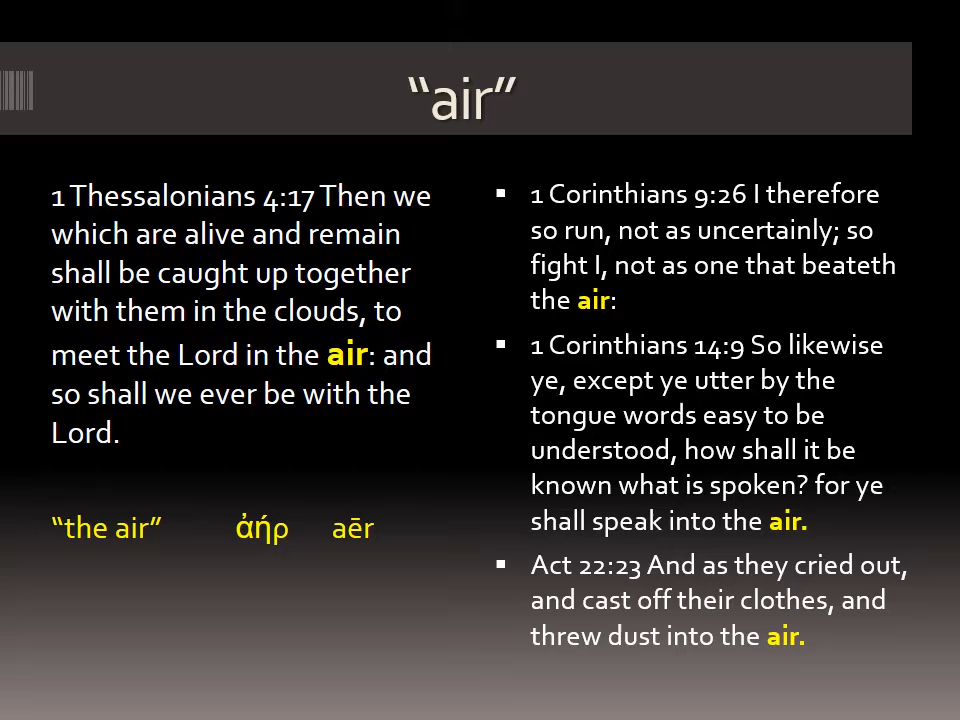 “air”
1 Thessalonians 4:17 Then we
which are alive and remain
shall be caught up together
with them in the clouds, to
meet the Lord in the air: and
so shall we ever be with the
Lord.
“the air” ἀήρ aēr
▪ 1 Corinthians 9:26 I therefore
so run, not as uncertainly; so
fight I, not as one that beateth
the air:
▪ 1 Corinthians 14:9 So likewise
ye, except ye utter by the
tongue words easy to be
understood, how shall it be
known what is spoken? for ye
shall speak into the air.
▪ Act 22:23 And as they cried out,
and cast off their clothes, and
threw dust into the air.